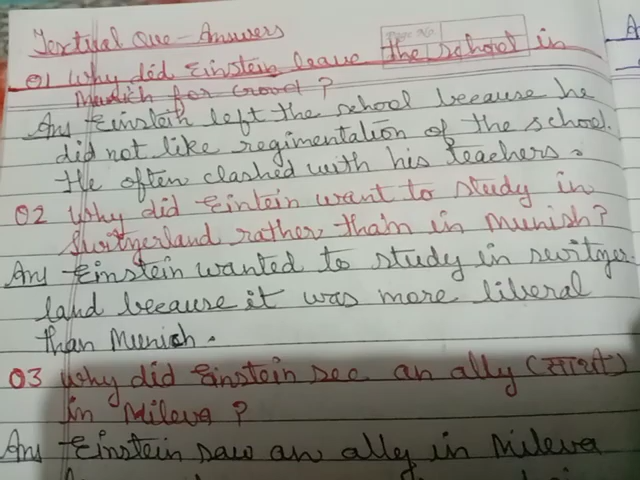 Textual Que - Answers
Page No.
Q1 Why did Einstein leave the school in
Munich for Good?
Ans Einstein left the school because he
did not like regimentation of the school.
He often clashed with his teachers.
Q2 Why did Eintein want to study in
Switzerland rather than in Munish?
Ans Einstein wanted to study in switzer-
land because it was more liberal
than Munich.
Q3 Why did Einstein see an ally (साथी)
in Mileva?
Ans Einstein saw an ally in Mileva